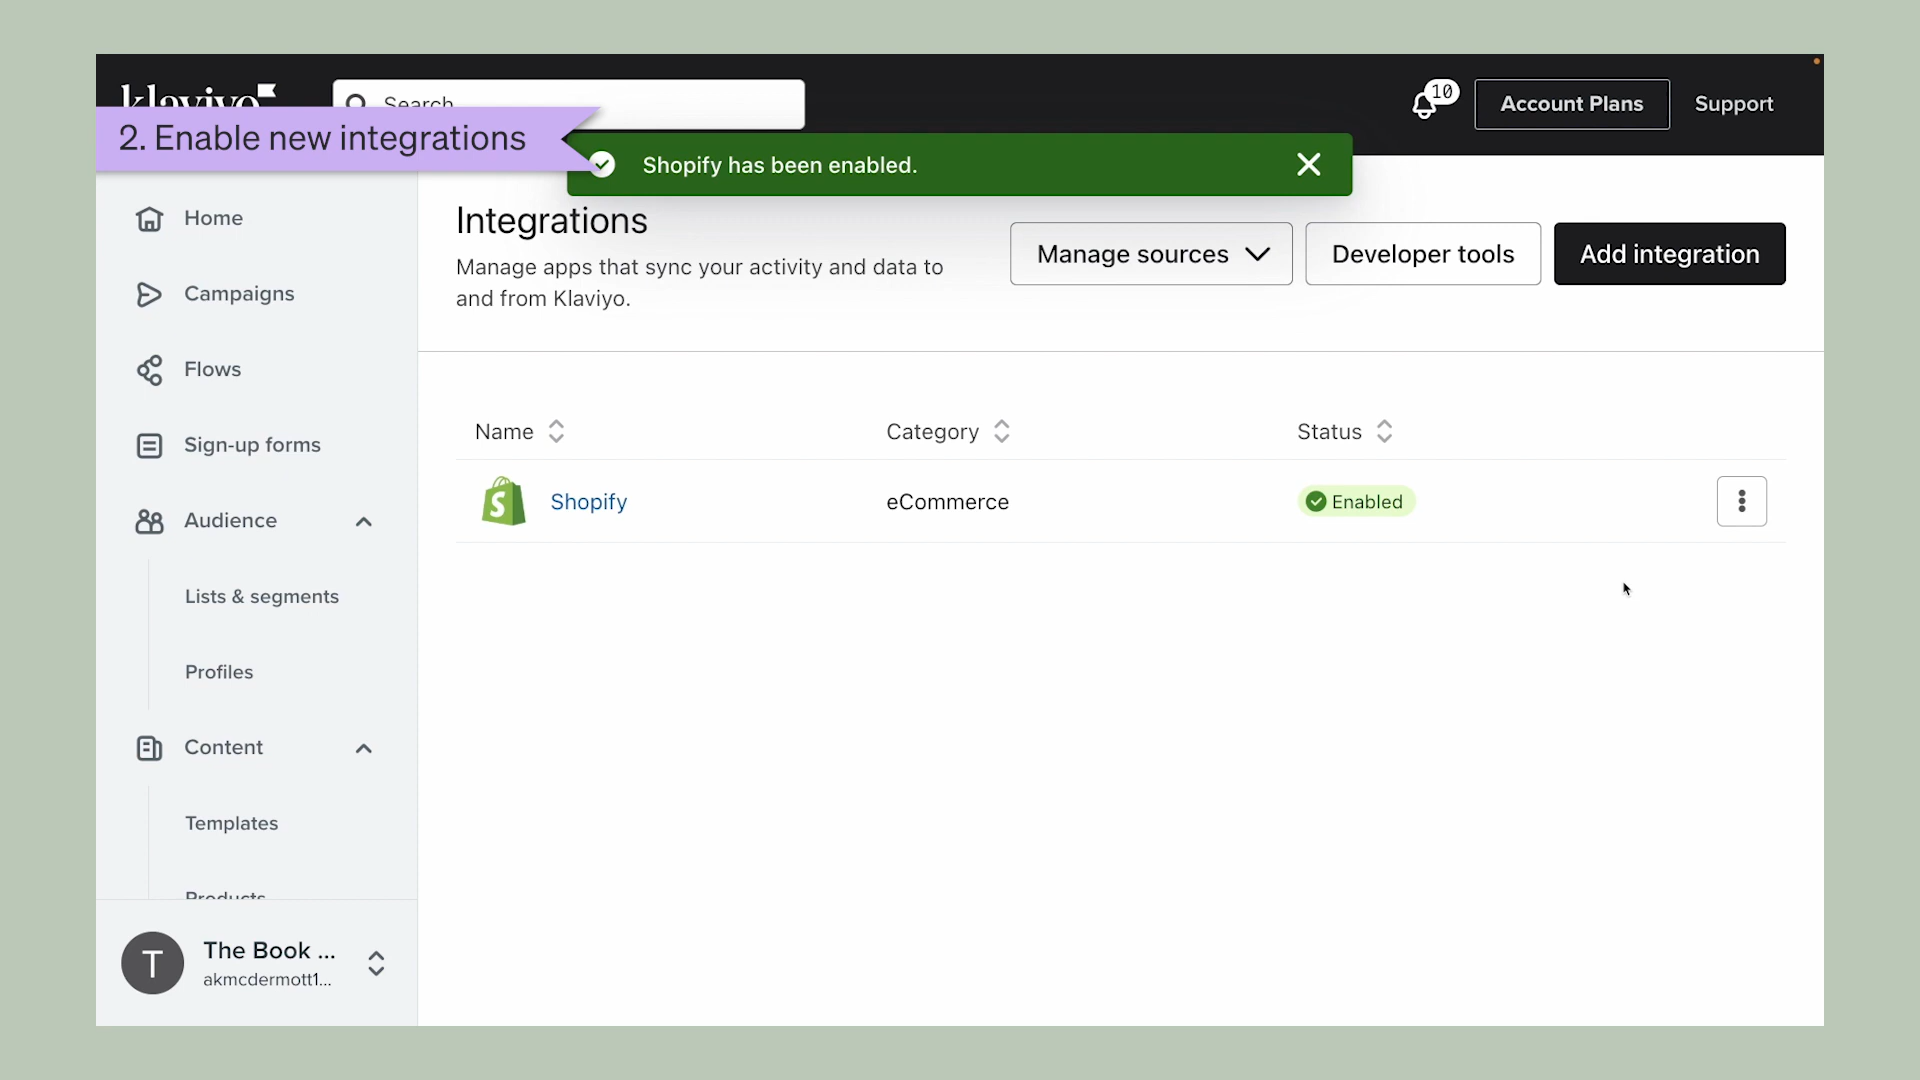 klaviyo
Search
10
Account Plans
Support
2. Enable new integrations
Shopify has been enabled.
Home
Campaigns
Flows
Sign-up forms
Audience
Lists & segments
Profiles
Content
Templates
Products
T
The Book ...
akmcdermott1...
Integrations
Manage apps that sync your activity and data to
and from Klaviyo.
Manage sources
Developer tools
Add integration
Name
Category
Status
Shopify
eCommerce
Enabled